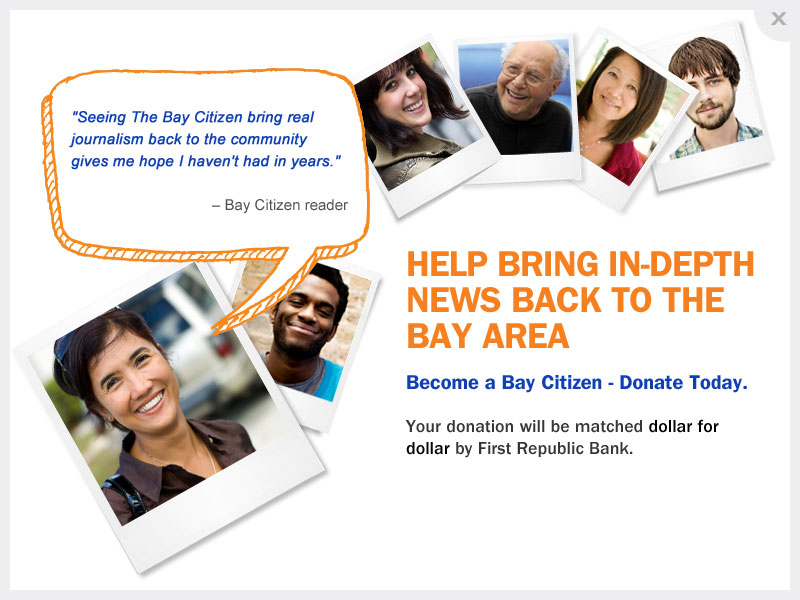 "Seeing The Bay Citizen bring real
journalism back to the community
gives me hope I haven't had in years."
– Bay Citizen reader
HELP BRING IN-DEPTH
NEWS BACK TO THE
BAY AREA
Become a Bay Citizen - Donate Today.
Your donation will be matched dollar for
dollar by First Republic Bank.